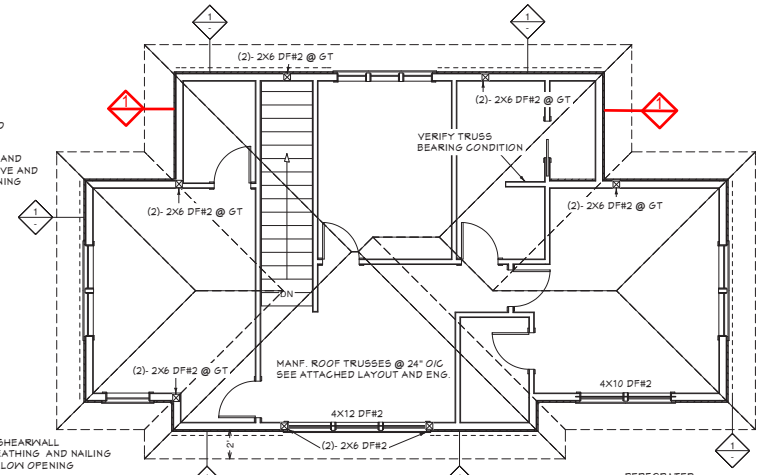 1
-
1
-
(2)- 2X6 DF#2 @ GT
(2)- 2X6 DF#2 @ GT
1
1
D
AND
VE AND
NING
VERIFY TRUSS
BEARING CONDITION
(2)- 2X6 DF#2 @ GT
(2)- 2X6 DF#2 @ GT
1
-
DN
MANF. ROOF TRUSSES @ 24" O/C
SEE ATTACHED LAYOUT AND ENG.
(2)- 2X6 DF#2 @ GT
4X10 DF#2
4X12 DF#2
SHEARWALL
EATHING AND NAILING
LOW OPENING
2'
(2)- 2X6 DF#2
1
-
1
1